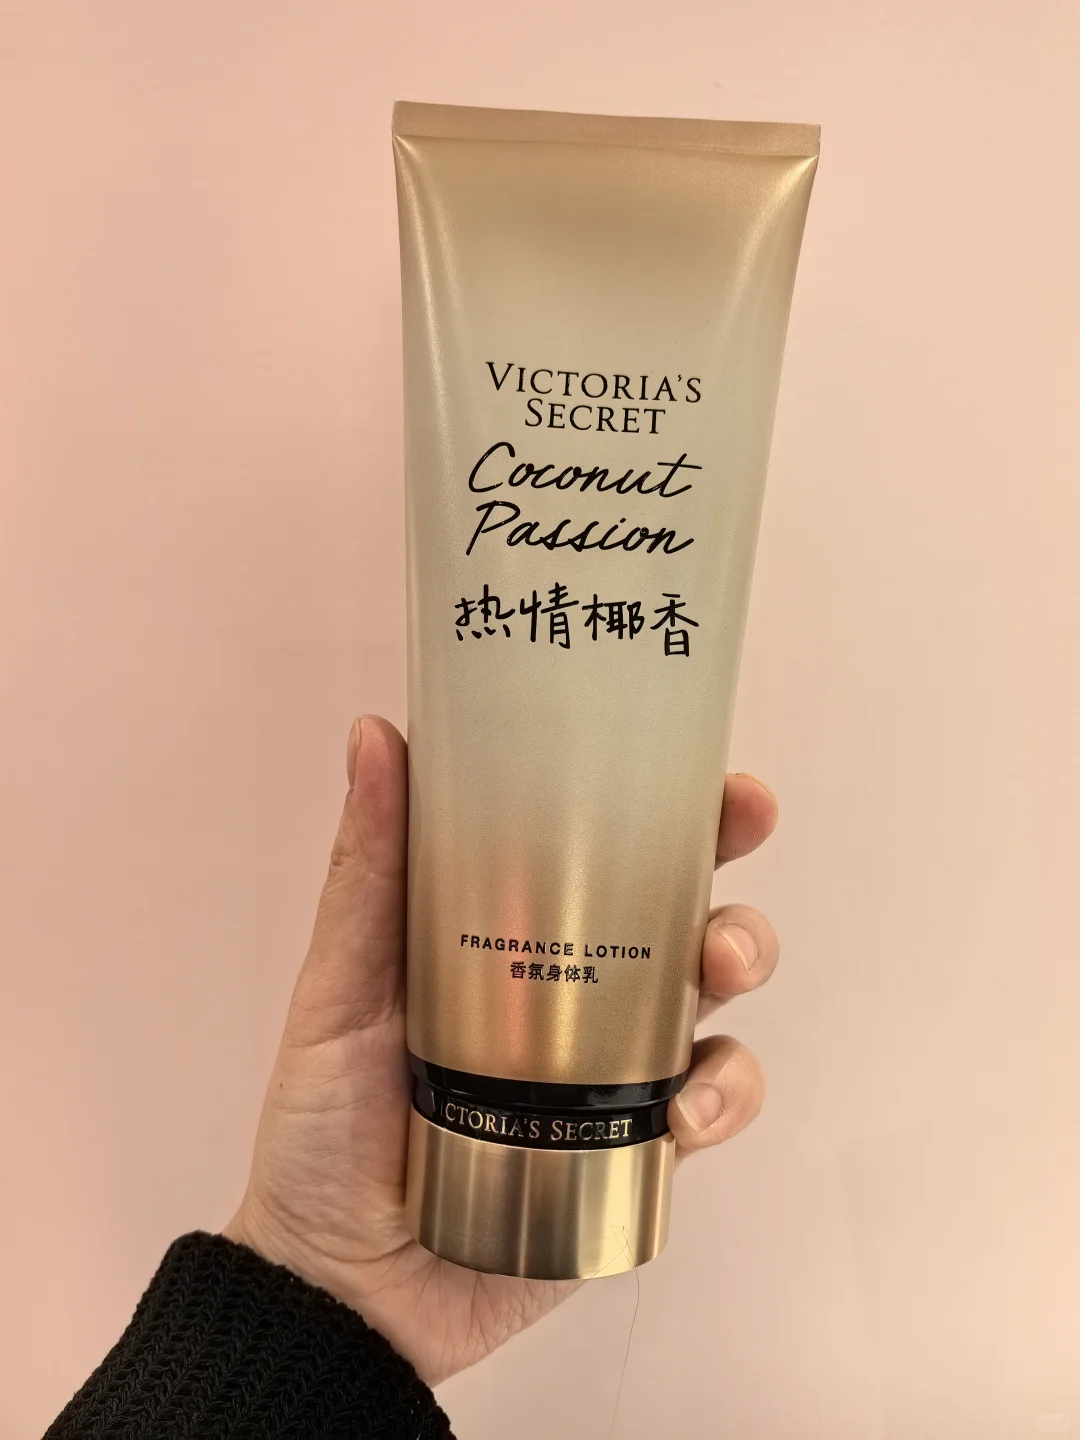 VICTORIA'S
SECRET
Coconut
Passion
热情椰香
FRAGRANCE LOTION
香氛身体乳
VICTORIA'S SECRET